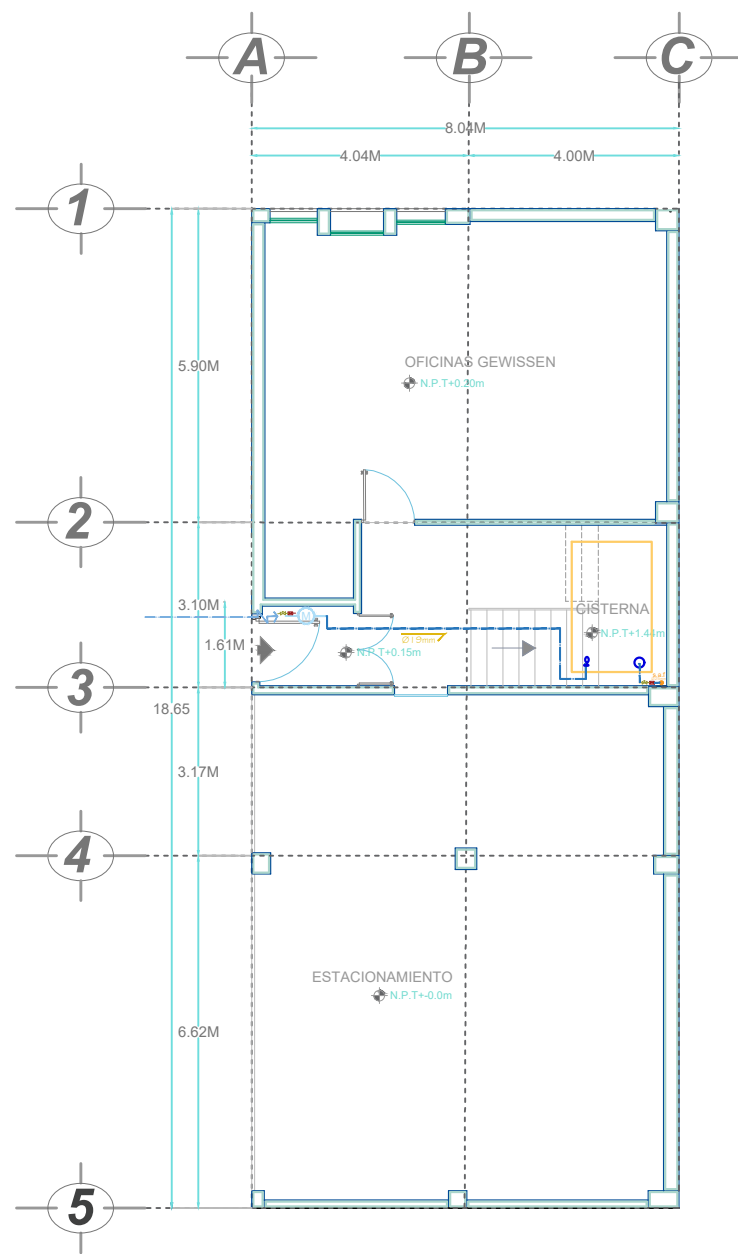 A B C
8.04M
4.04M 4.00M
1
5.90M
OFICINAS GEWISSEN
N.P.T+0.20m
2
3.10M
CISTERNA
M
N.P.T+1.44m
Ø19mm
1.61M
N.P.T+0.15m
3
18.65
3.17M
4
ESTACIONAMIENTO
N.P.T+-0.0m
6.62M
5